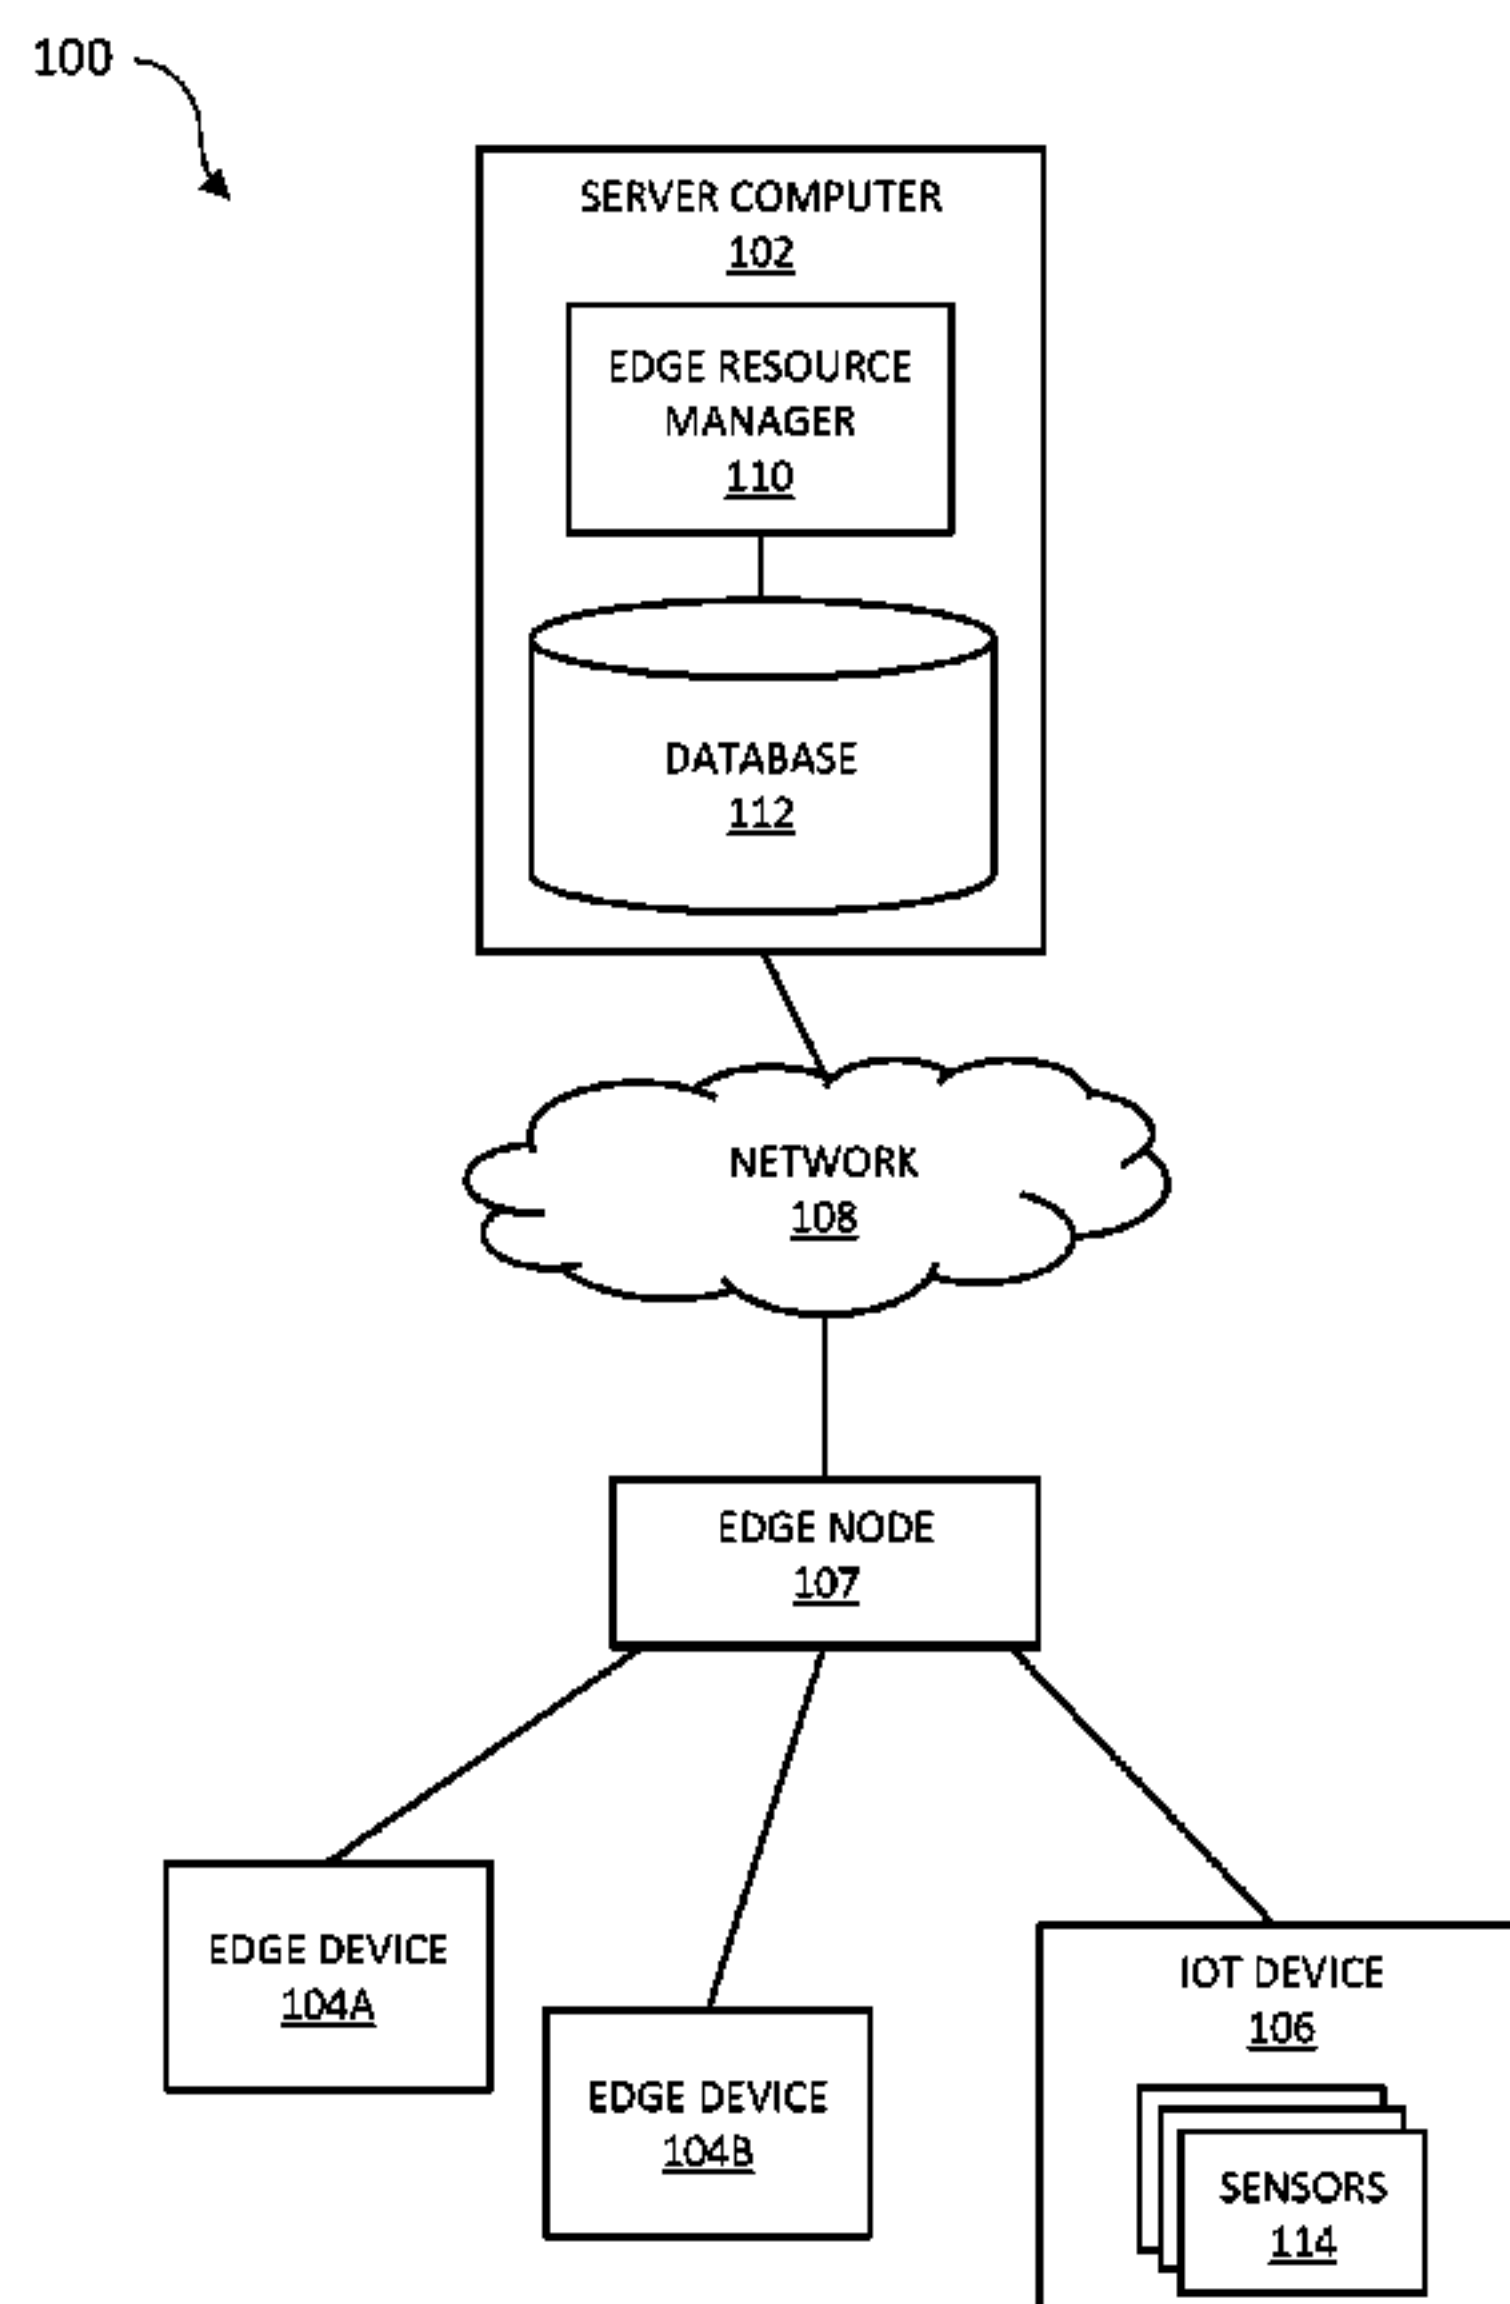 100
SERVER COMPUTER
102
EDGE RESOURCE
MANAGER
110
DATABASE
112
NETWORK
108
EDGE NODE
107
EDGE DEVICE
104A
EDGE DEVICE
104B
IOT DEVICE
106
SENSORS
114